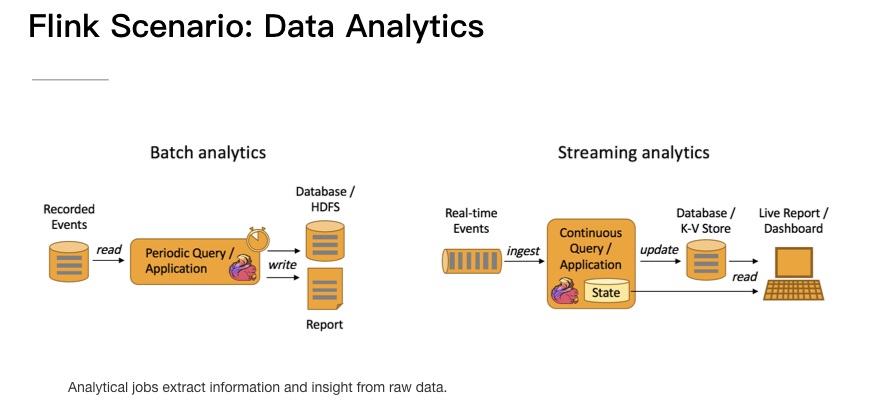 Flink Scenario: Data Analytics
Batch analytics
Recorded
Events
read
Periodic Query /
Application
write
Database /
HDFS
Report
Streaming analytics
Real-time
Events
ingest
Continuous
Query /
Application
State
update
Database /
K-V Store
read
Live Report /
Dashboard
Analytical jobs extract information and insight from raw data.